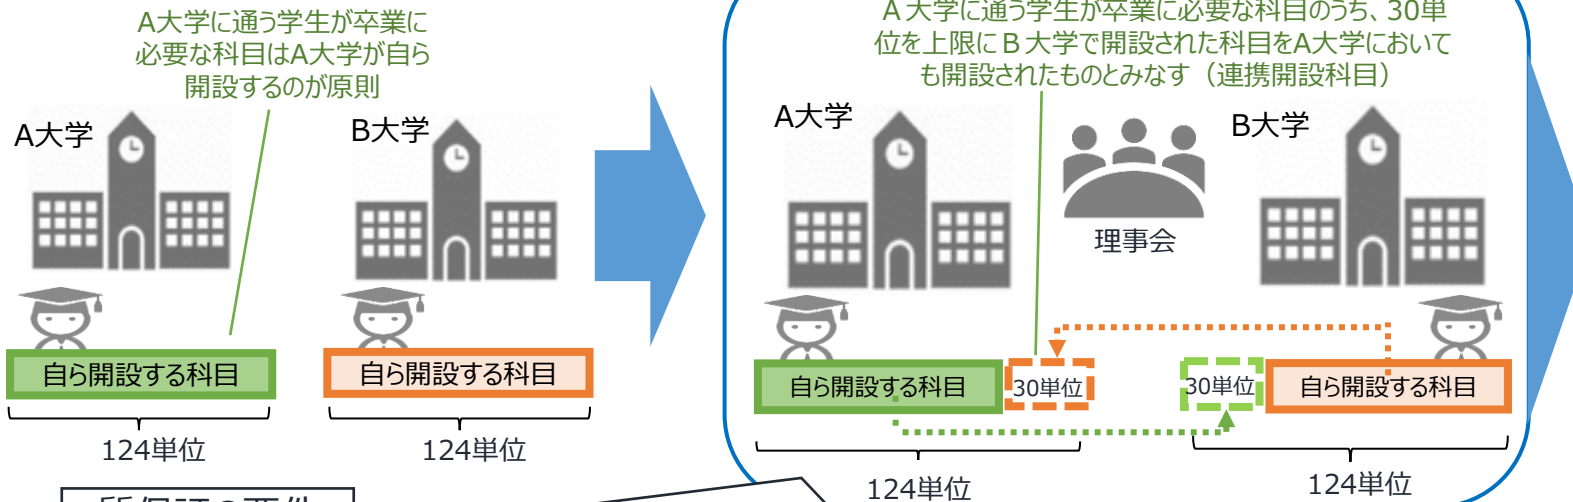 A大学に通う学生が卒業に
必要な科目はA大学が自ら
開設するのが原則
A大学
B大学
自ら開設する科目
自ら開設する科目
124単位
124単位
A大学に通う学生が卒業に必要な科目のうち、30単
位を上限にB大学で開設された科目をA大学において
も開設されたものとみなす（連携開設科目）
A大学
理事会
B大学
自ら開設する科目
30単位
30単位
自ら開設する科目
124単位
124単位
質保証の要件